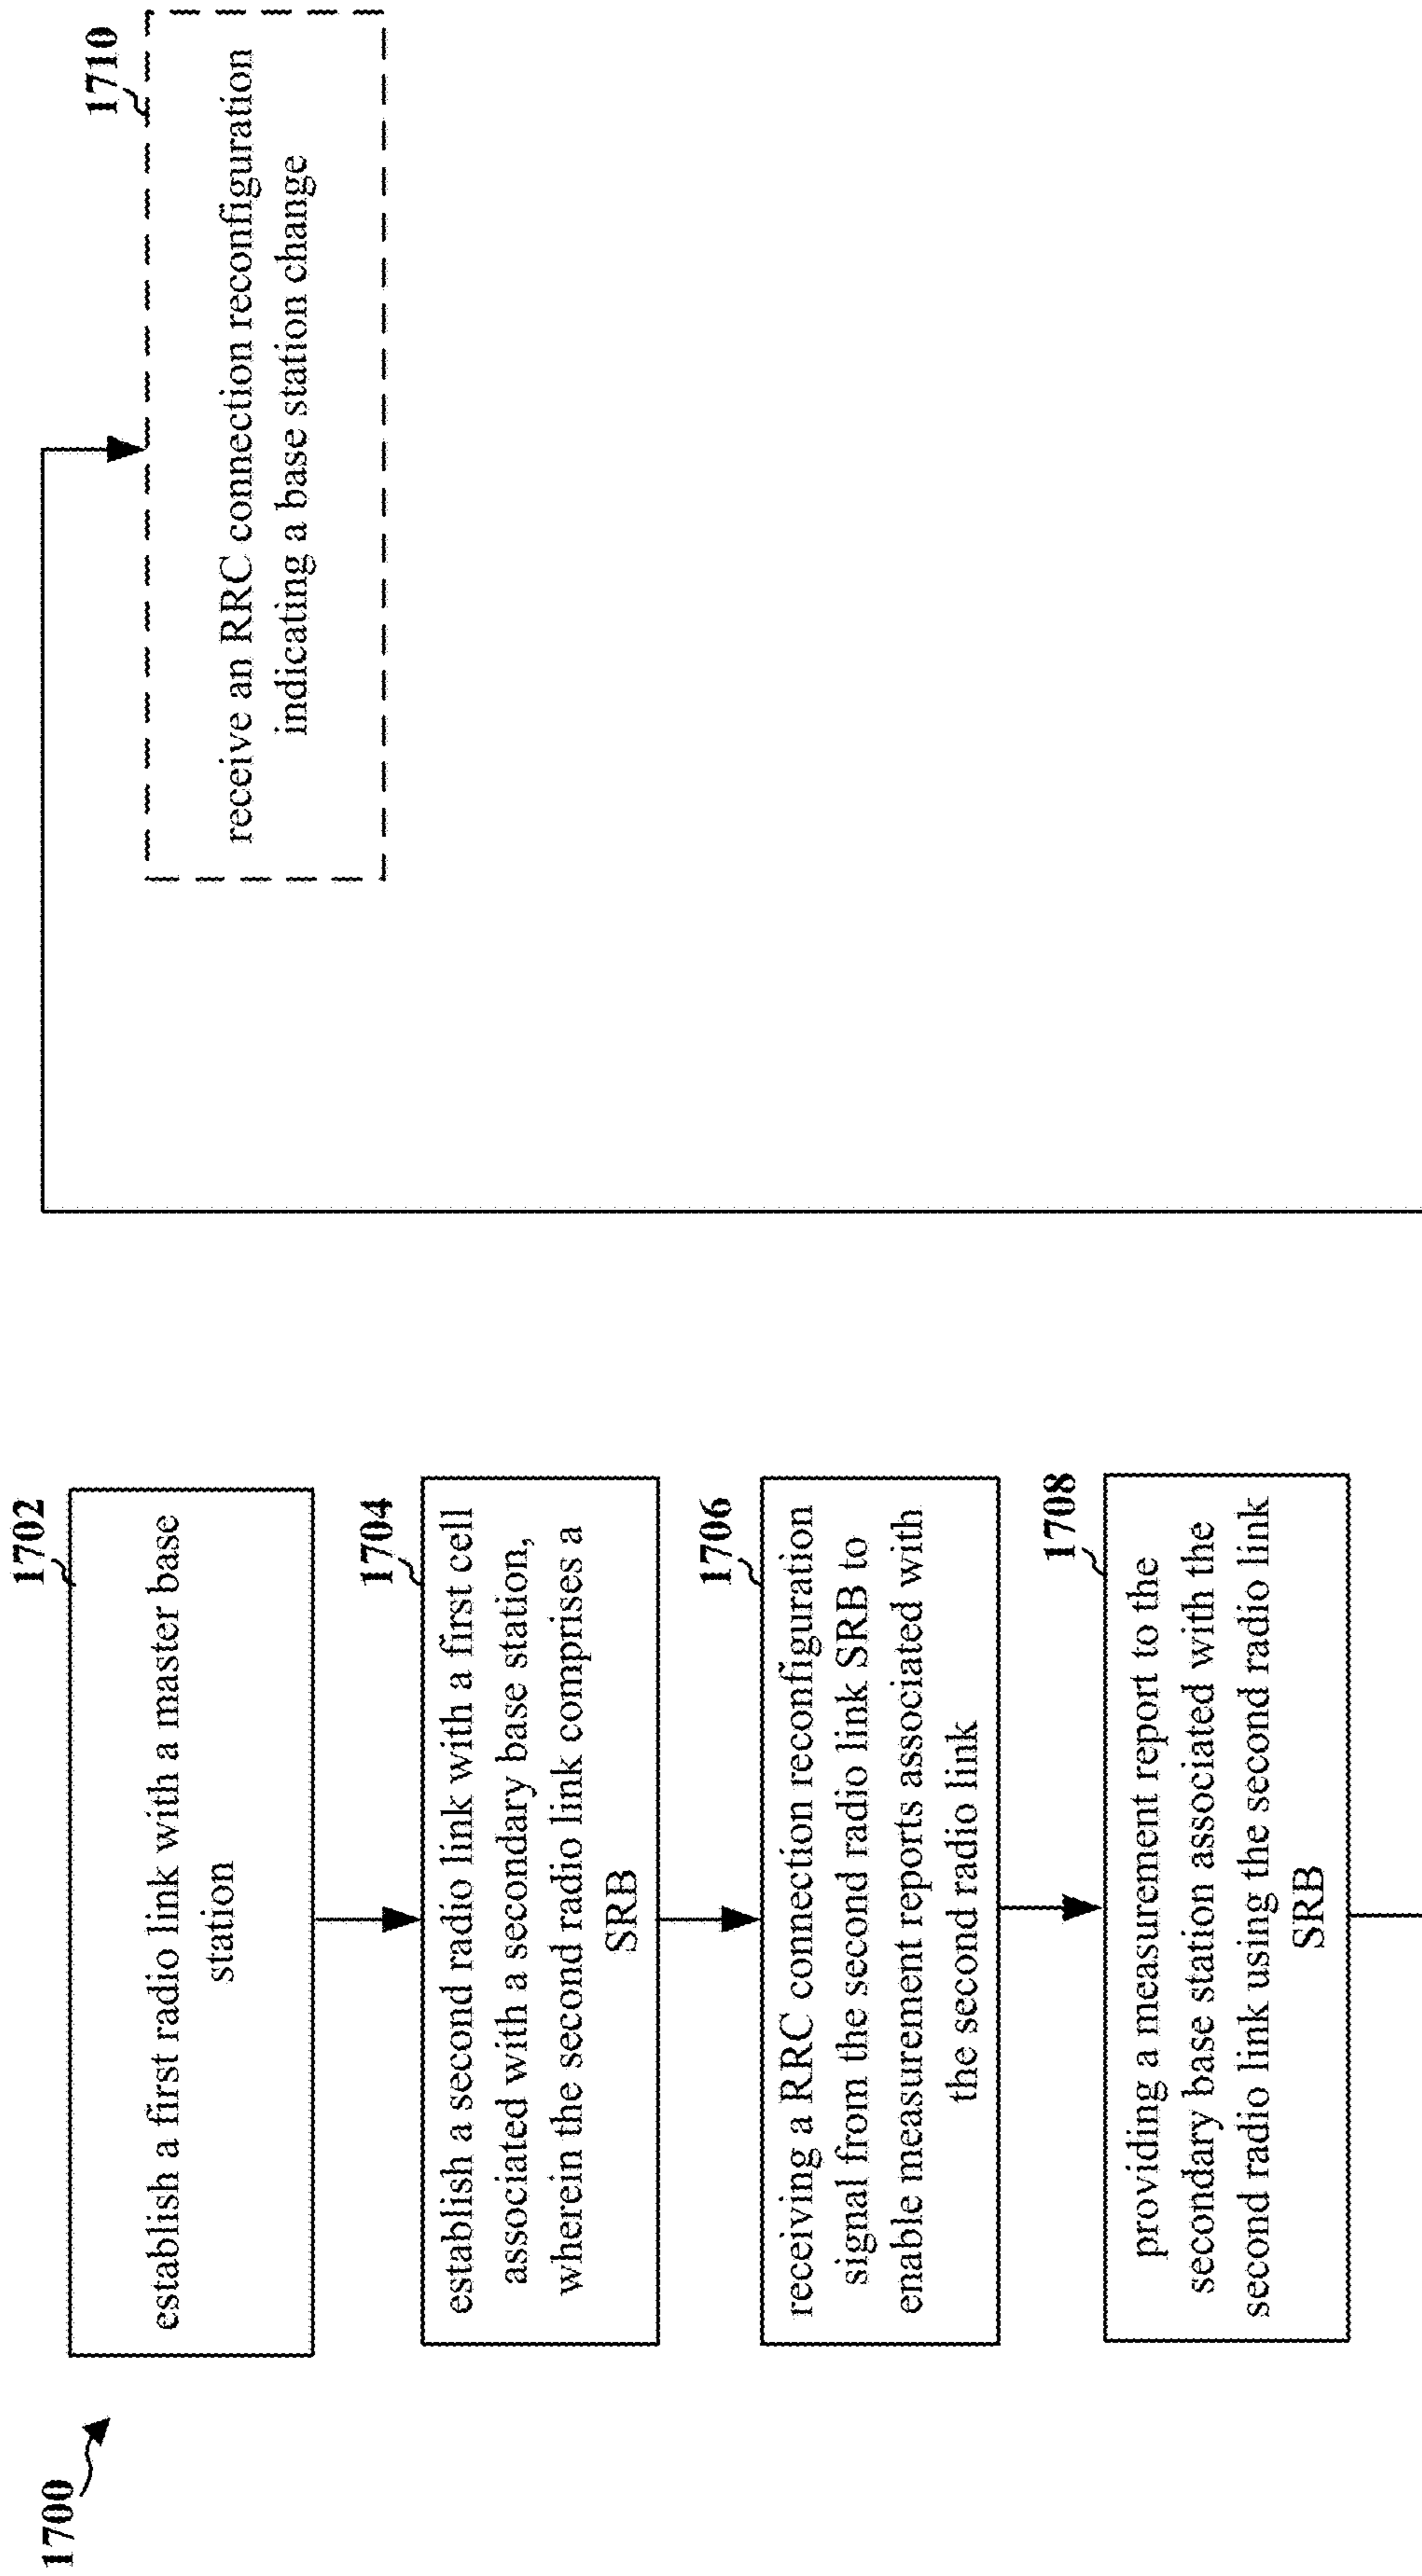 1700
1702
establish a first radio link with a master base
station
1704
establish a second radio link with a first cell
associated with a secondary base station,
wherein the second radio link comprises a
SRB
1706
receiving a RRC connection reconfiguration
signal from the second radio link SRB to
enable measurement reports associated with
the second radio link
1708
providing a measurement report to the
secondary base station associated with the
second radio link using the second radio link
SRB
1710
receive an RRC connection reconfiguration
indicating a base station change